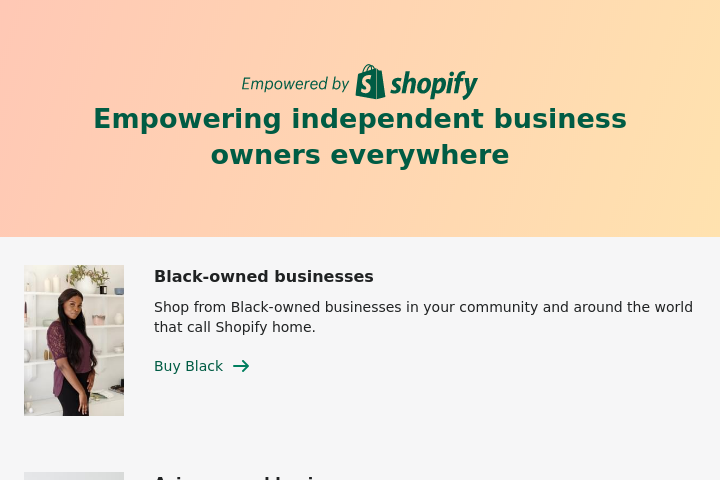 Empowered by shopify
Empowering independent business
owners everywhere
Black-owned businesses
Shop from Black-owned businesses in your community and around the world
that call Shopify home.
Buy Black